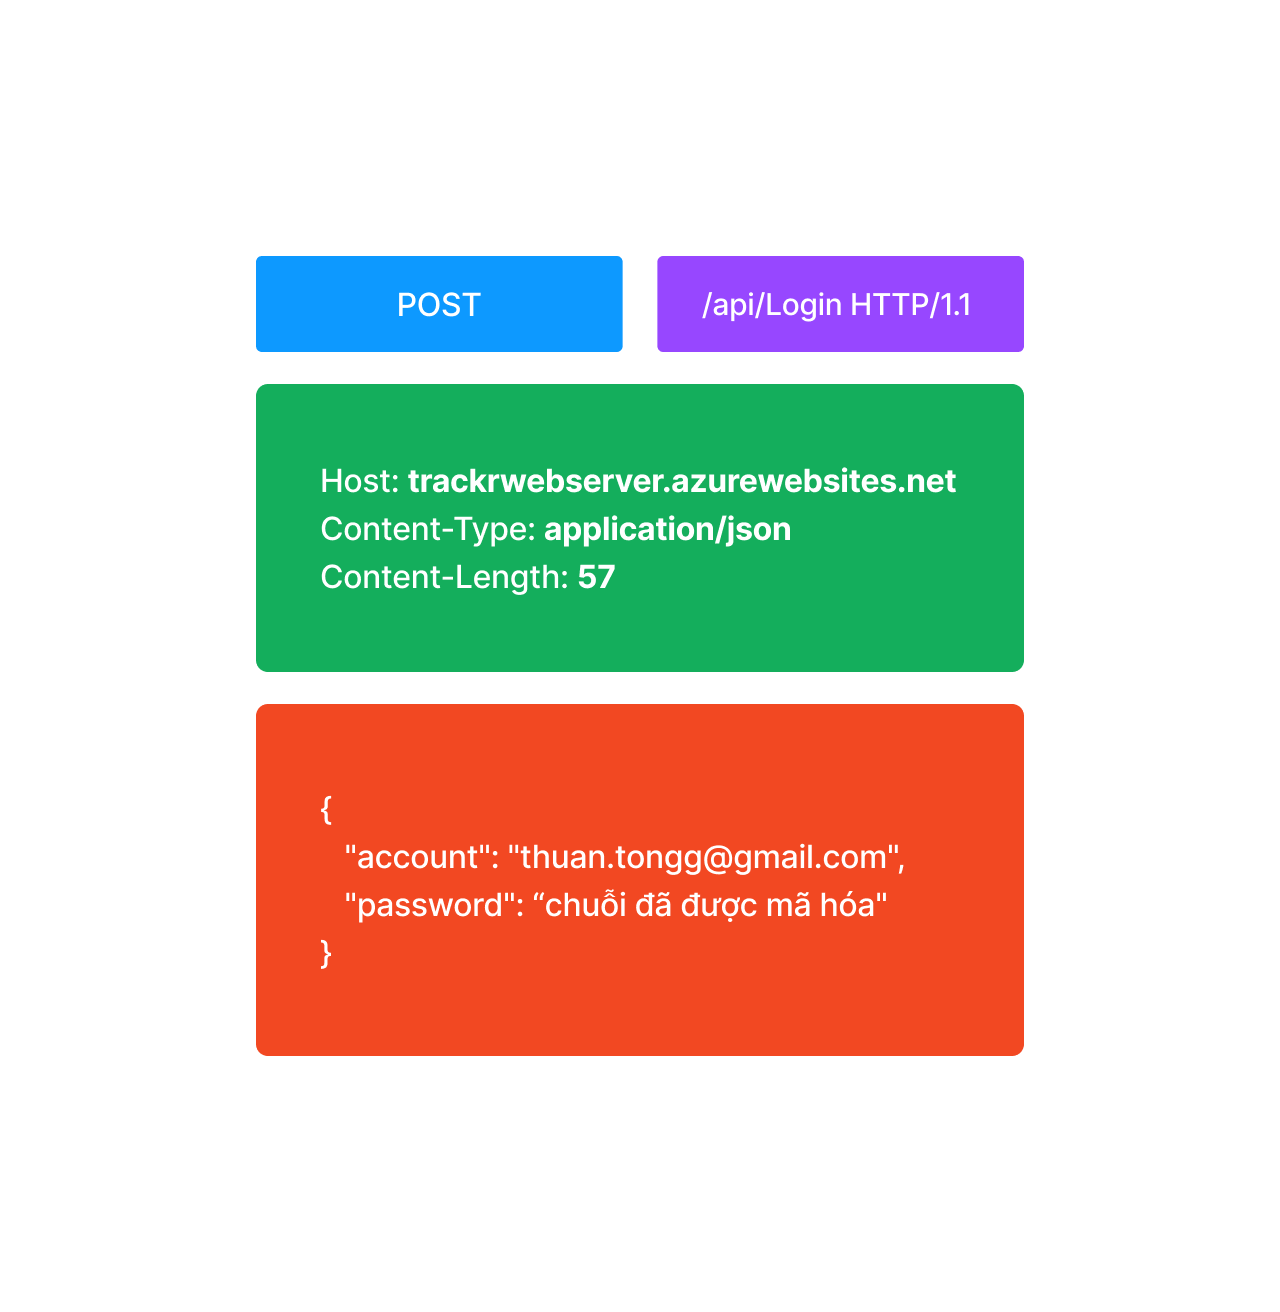 POST
/api/Login HTTP/1.1
Host: trackrwebserver.azurewebsites.net
Content-Type: application/json
Content-Length: 57
{
"account": "thuan.tongg@gmail.com",
"password": “chuỗi đã được mã hóa"
}